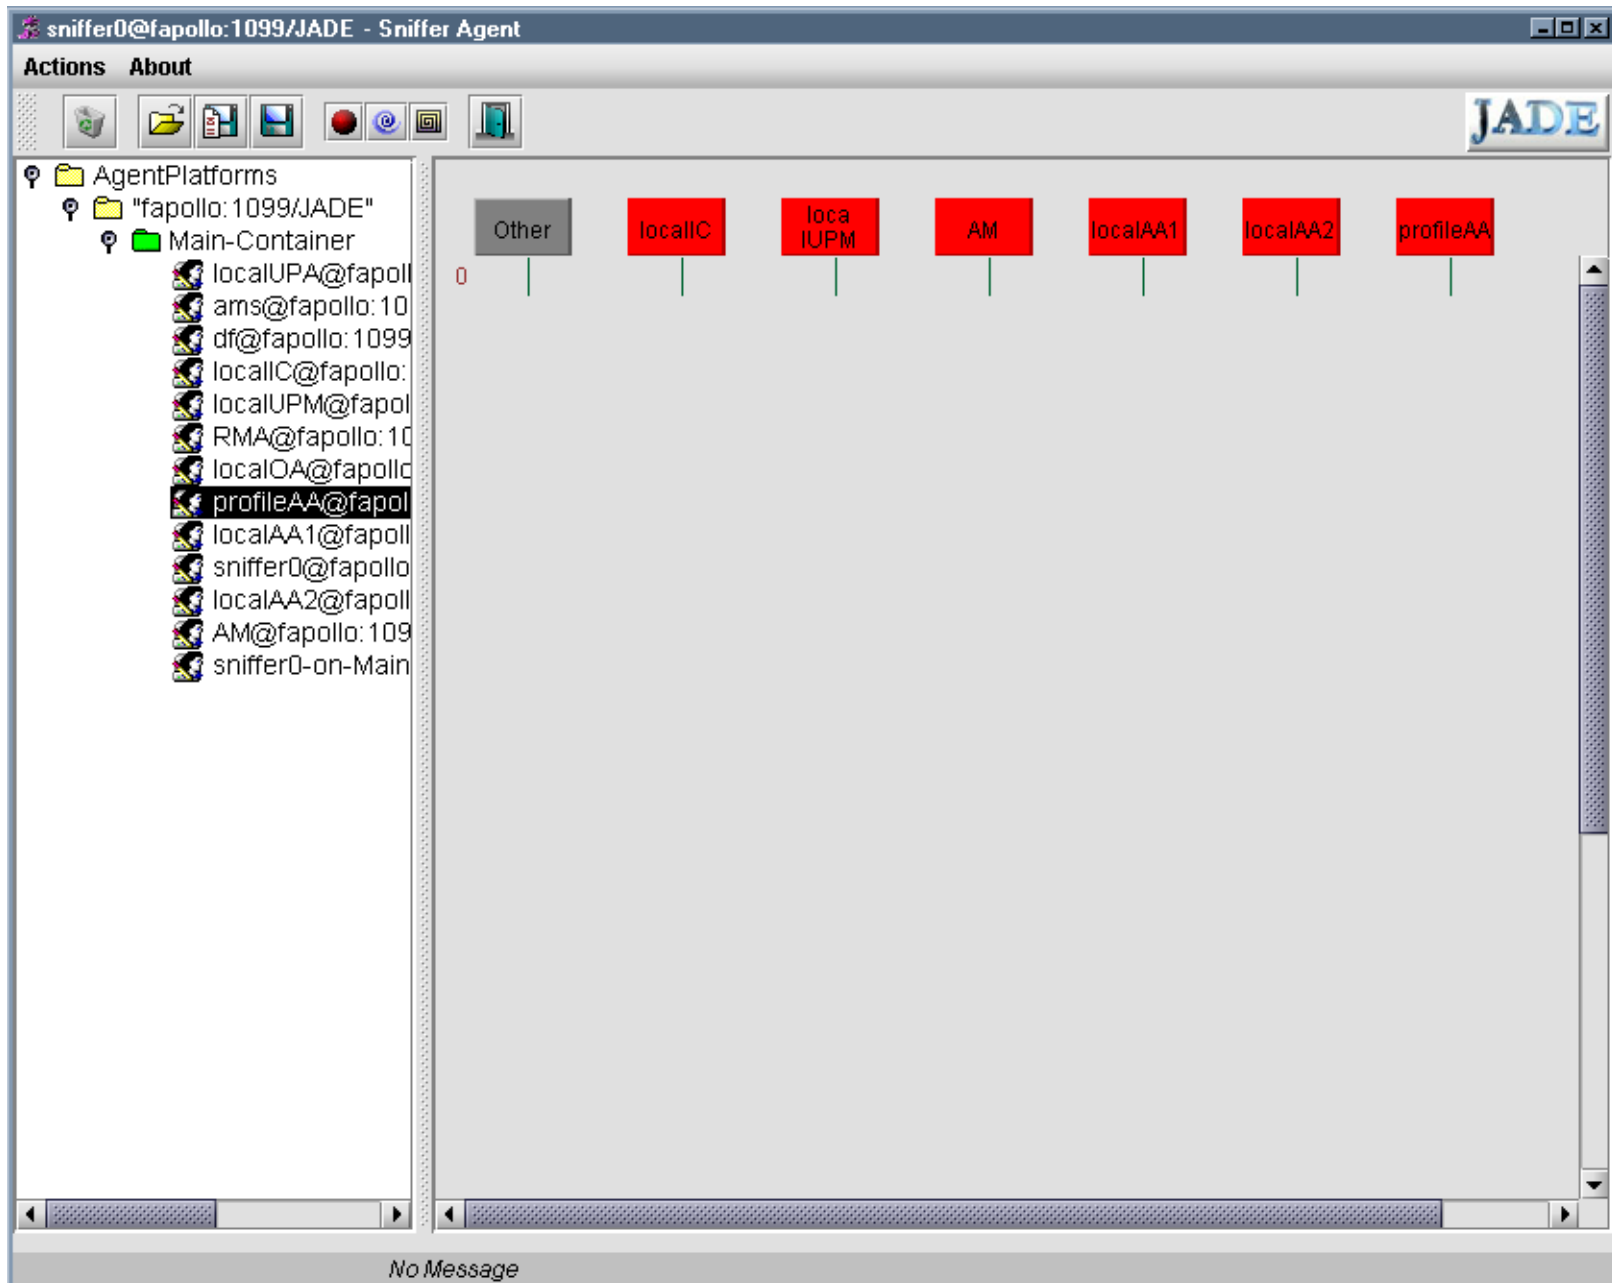 sniffer0@fapollo:1099/JADE - Sniffer Agent
Actions About
JADE
AgentPlatforms
"fapollo:1099/JADE"
Main-Container
localUPA@fapoll
ams@fapollo:10
df@fapollo:1099
localIC@fapollo:
localUPM@fapol
RMA@fapollo:10
localOA@fapollo
profileAA@fapol
localAA1@fapoll
sniffer0@fapollo
localAA2@fapoll
AM@fapollo:109
sniffer0-on-Main
Other
localIC
loca
lUPM
AM
localAA1
localAA2
profileAA
0
No Message